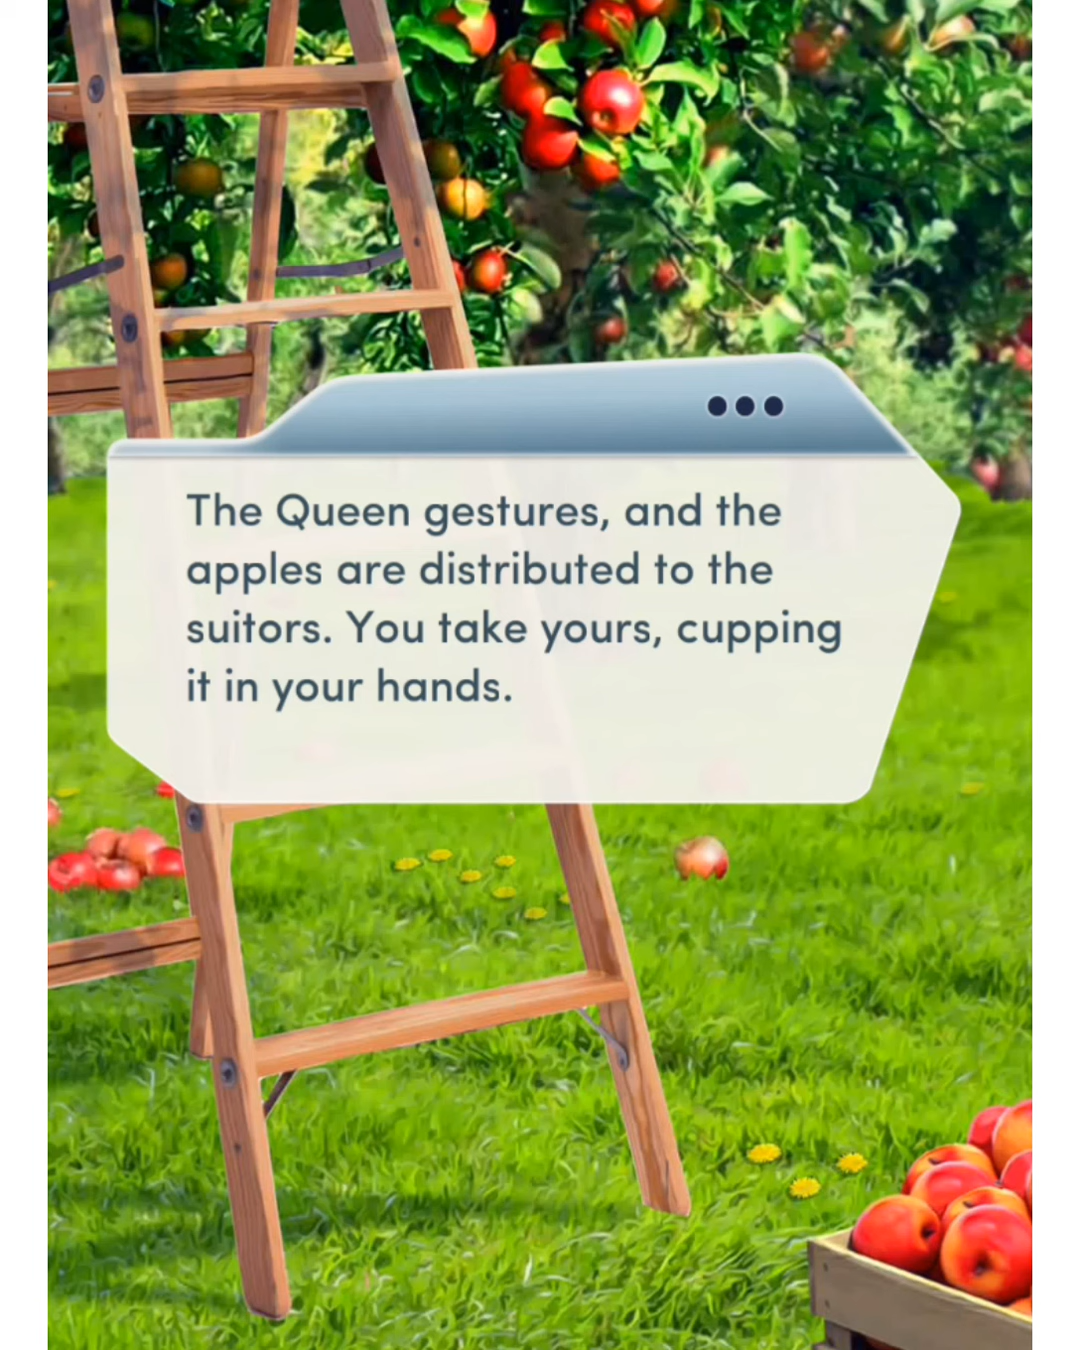 The Queen gestures, and the
apples are distributed to the
suitors. You take yours, cupping
it in your hands.